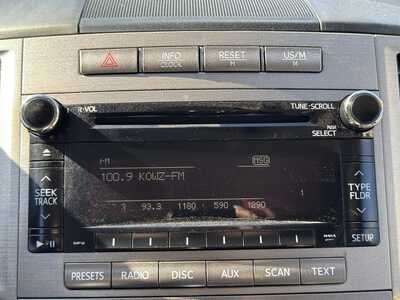 INFO
CLOCK
RESET
H
US/M
M
R·VOL
TUNE·SCROLL
SELECT
FM
MSG
100.9 KOWZ-FM
SEEK
TRACK
TYPE
FLDR
93.3 1180 590 1290
SETUP
PRESETS RADIO DISC AUX SCAN TEXT